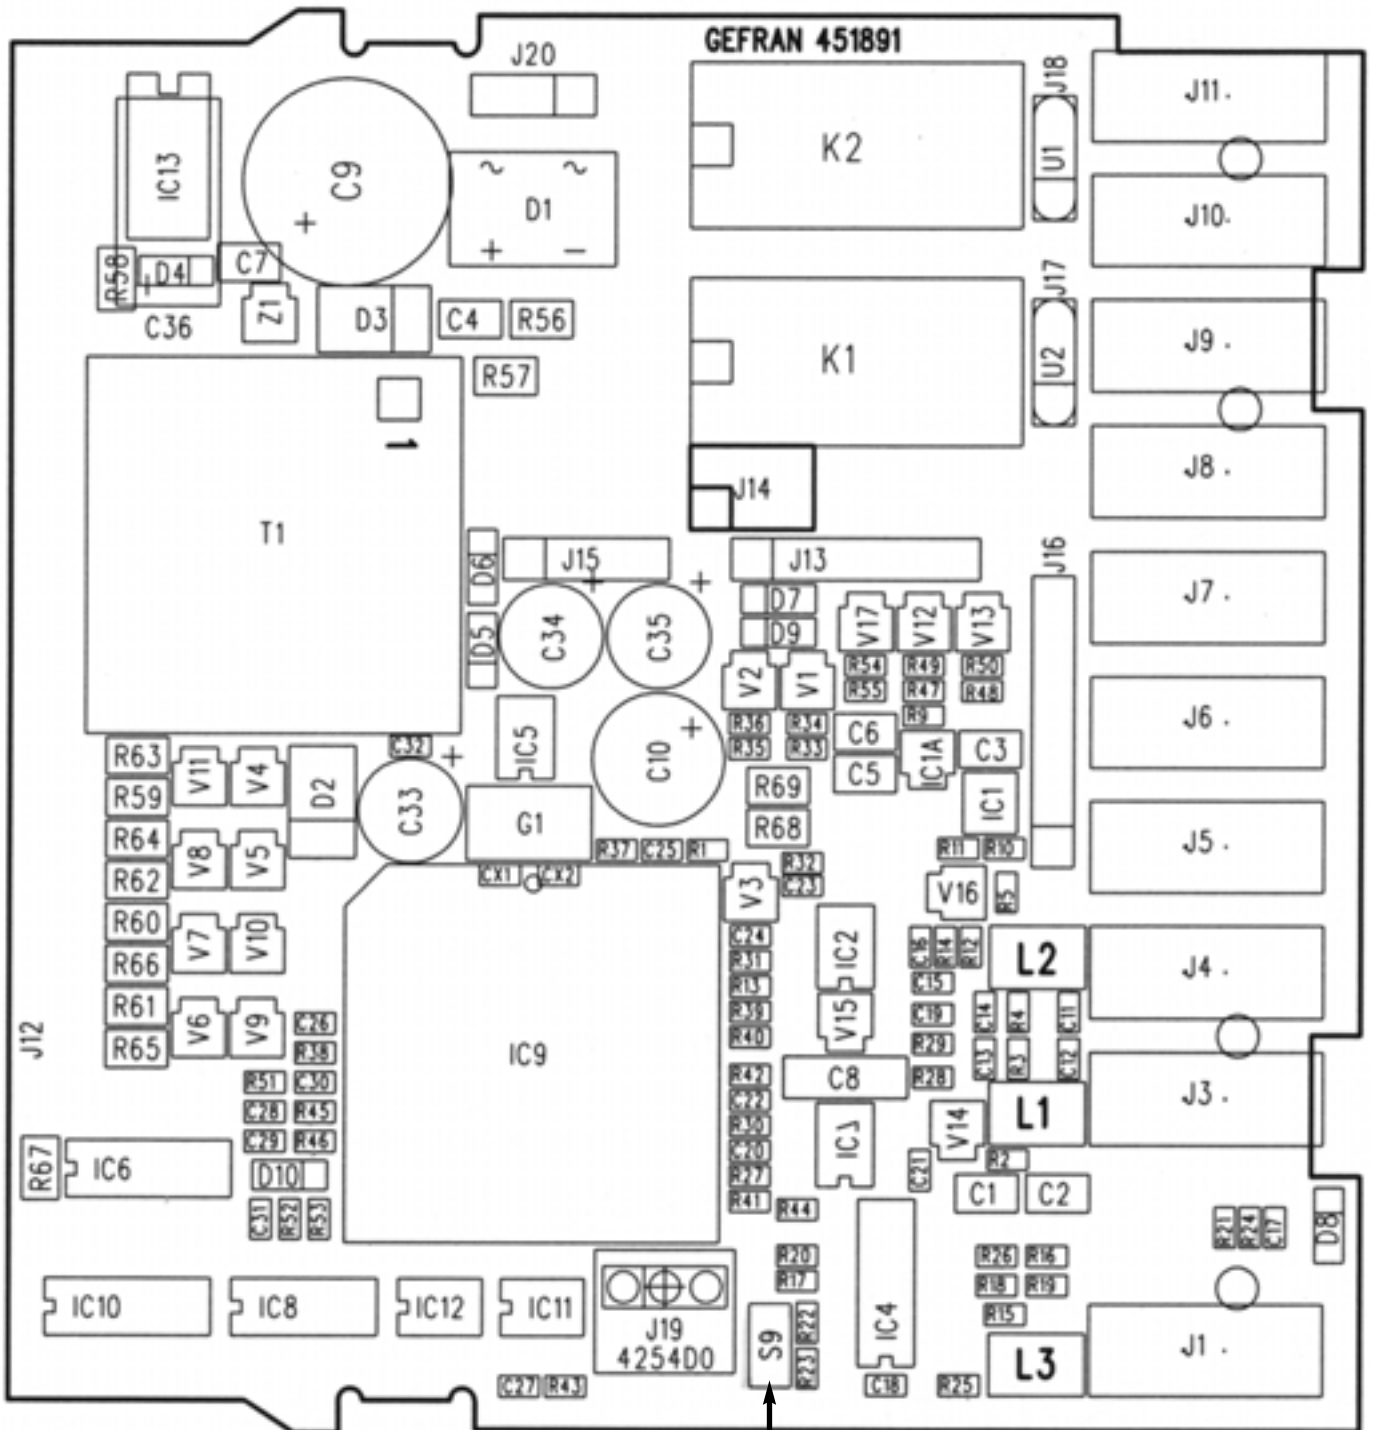 GEFRAN 451891
J20
J18
J11.
K2
U1
IC13
C9
+
~ ~
D1
+ -
J10.
R58
D4
C7
J17
C36
Z1
D3
C4
R56
J9 .
K1
U2
R57
1
J8 .
J14
T1
J16
D6
J15
J13
+
+
D7
J7 .
D5
C34
C35
D9
V17
V12
V13
V2
V1
R54
R49
R50
R55
R47
R48
R36
R34
R9
J6 .
R35
R33
C6
IC1A
C3
+
C10
IC5
C32
+
R63
V11
V4
D2
C5
R59
R69
IC1
C33
G1
R68
R64
J5 .
R37
C25
R1
R11
R10
V8
V5
R62
CX1
CX2
R32
C23
V3
V16
R5
R60
V7
V10
C24
IC2
C16
R14
R12
L2
J4 .
R66
R31
C15
R13
R61
V6
V9
R39
V15
C19
C14
R4
C11
J12
C26
R40
R65
R38
IC9
R29
C13
R3
C12
R51
C30
R42
C8
R28
C28
R45
C22
L1
J3 .
C29
R46
R30
IC7
V14
C20
R67
IC6
D10
R27
C21
R2
R41
C1
C2
C31
R52
R53
R44
R21
R24
C17
D8
R20
R26
R16
R17
R18
R19
IC10
IC8
IC12
IC11
R15
J19
4254D0
S9
R22
IC4
R23
L3
J1 .
C27
R43
C18
R25